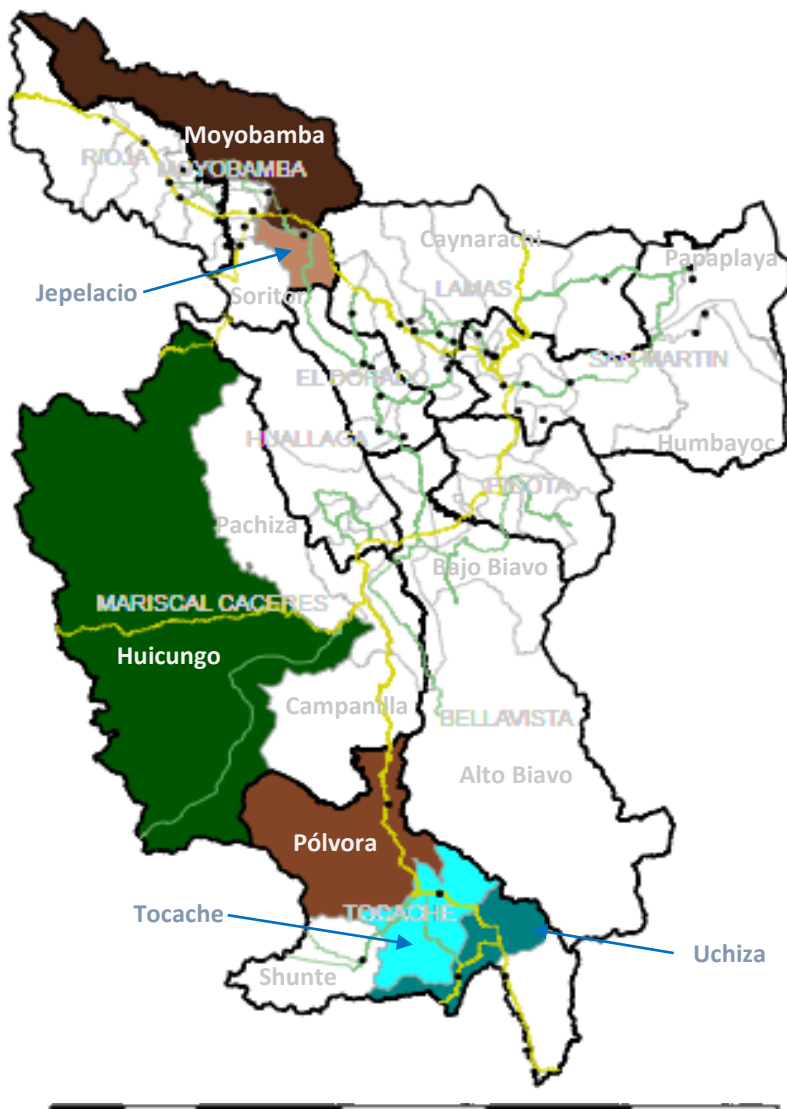 Moyobamba
RIOJA
MOYOBAMBA
Caynarachi
Papaplaya
Jepelacio
Soritor
LAMAS
SAN MARTIN
EL DORADO
HUALLAGA
Humbayoc
PICOTA
Pachiza
Bajo Biavo
MARISCAL CACERES
Huicungo
Campanilla
BELLAVISTA
Alto Biavo
Pólvora
Tocache
TOCACHE
Uchiza
Shunte